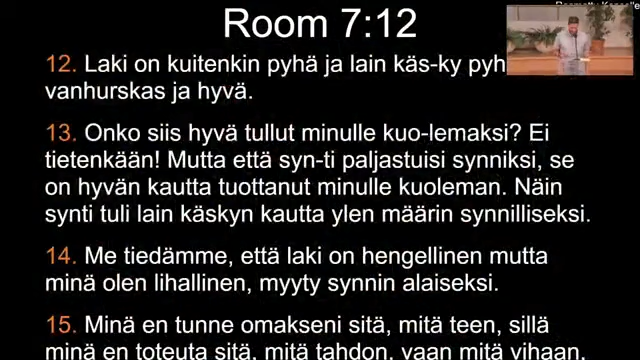 Room 7:12
12. Laki on kuitenkin pyhä ja lain käs-ky
vanhurskas ja hyvä.
13. Onko siis hyvä tullut minulle kuo-lemaksi? Ei
tietenkään! Mutta että syn-ti paljastuisi synniksi, se
on hyvän kautta tuottanut minulle kuoleman. Näin
synti tuli lain käskyn kautta ylen määrin synnilliseksi.
14. Me tiedämme, että laki on hengellinen mutta
minä olen lihallinen, myyty synnin alaiseksi.
15. Minä en tunne omakseni sitä, mitä teen, sillä
minä en toteuta sitä, mitä tahdon, vaan mitä vihaan,